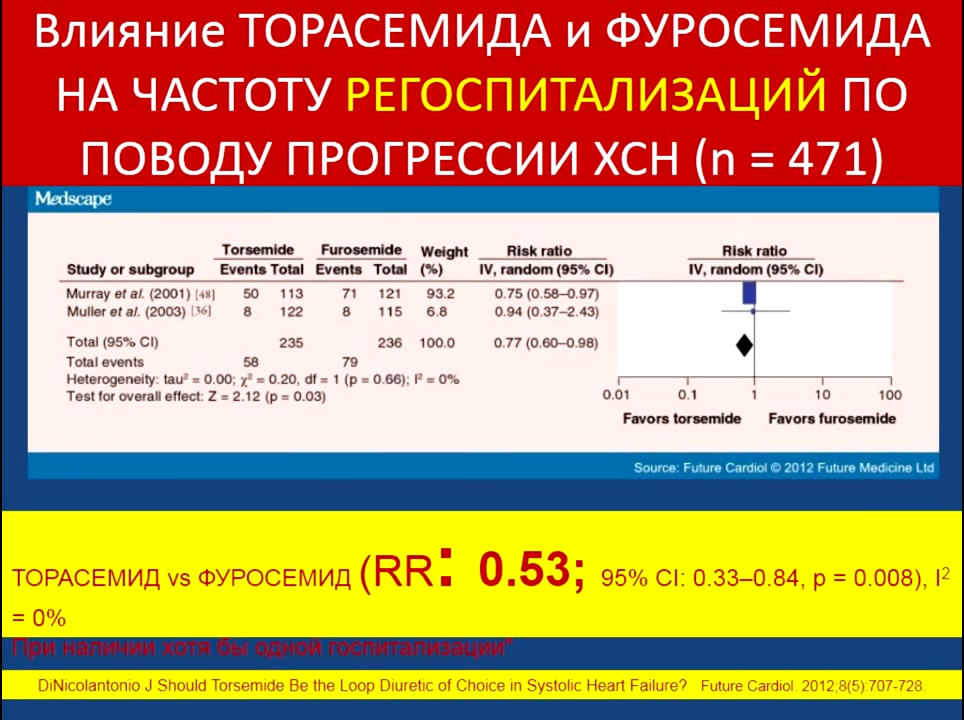 Влияние ТОРАСЕМИДА и ФУРОСЕМИДА
НА ЧАСТОТУ РЕГОСПИТАЛИЗАЦИЙ ПО
ПОВОДУ ПРОГРЕССИИ ХСН (n = 471)
Medscape
Torsemide Furosemide Weight Risk ratio Risk ratio
Study or subgroup Events Total Events Total (%) IV, random (95% CI) IV, random (95% CI)
Murray et al. (2001) [48] 50 113 71 121 93.2 0.75 (0.58–0.97)
Muller et al. (2003) [36] 8 122 8 115 6.8 0.94 (0.37–2.43)
Total (95% CI) 235 236 100.0 0.77 (0.60–0.98)
Total events 58 79
Heterogeneity: tau² = 0.00; χ² = 0.20, df = 1 (p = 0.66); I² = 0%
Test for overall effect: Z = 2.12 (p = 0.03)
0.01 0.1 1 10 100
Favors torsemide Favors furosemide
Source: Future Cardiol © 2012 Future Medicine Ltd
ТОРАСЕМИД vs ФУРОСЕМИД (RR: 0.53; 95% CI: 0.33–0.84, p = 0.008), I²
= 0%
При наличии хотя бы одной госпитализации"
DiNicolantonio J Should Torsemide Be the Loop Diuretic of Choice in Systolic Heart Failure? Future Cardiol. 2012;8(5):707-728.